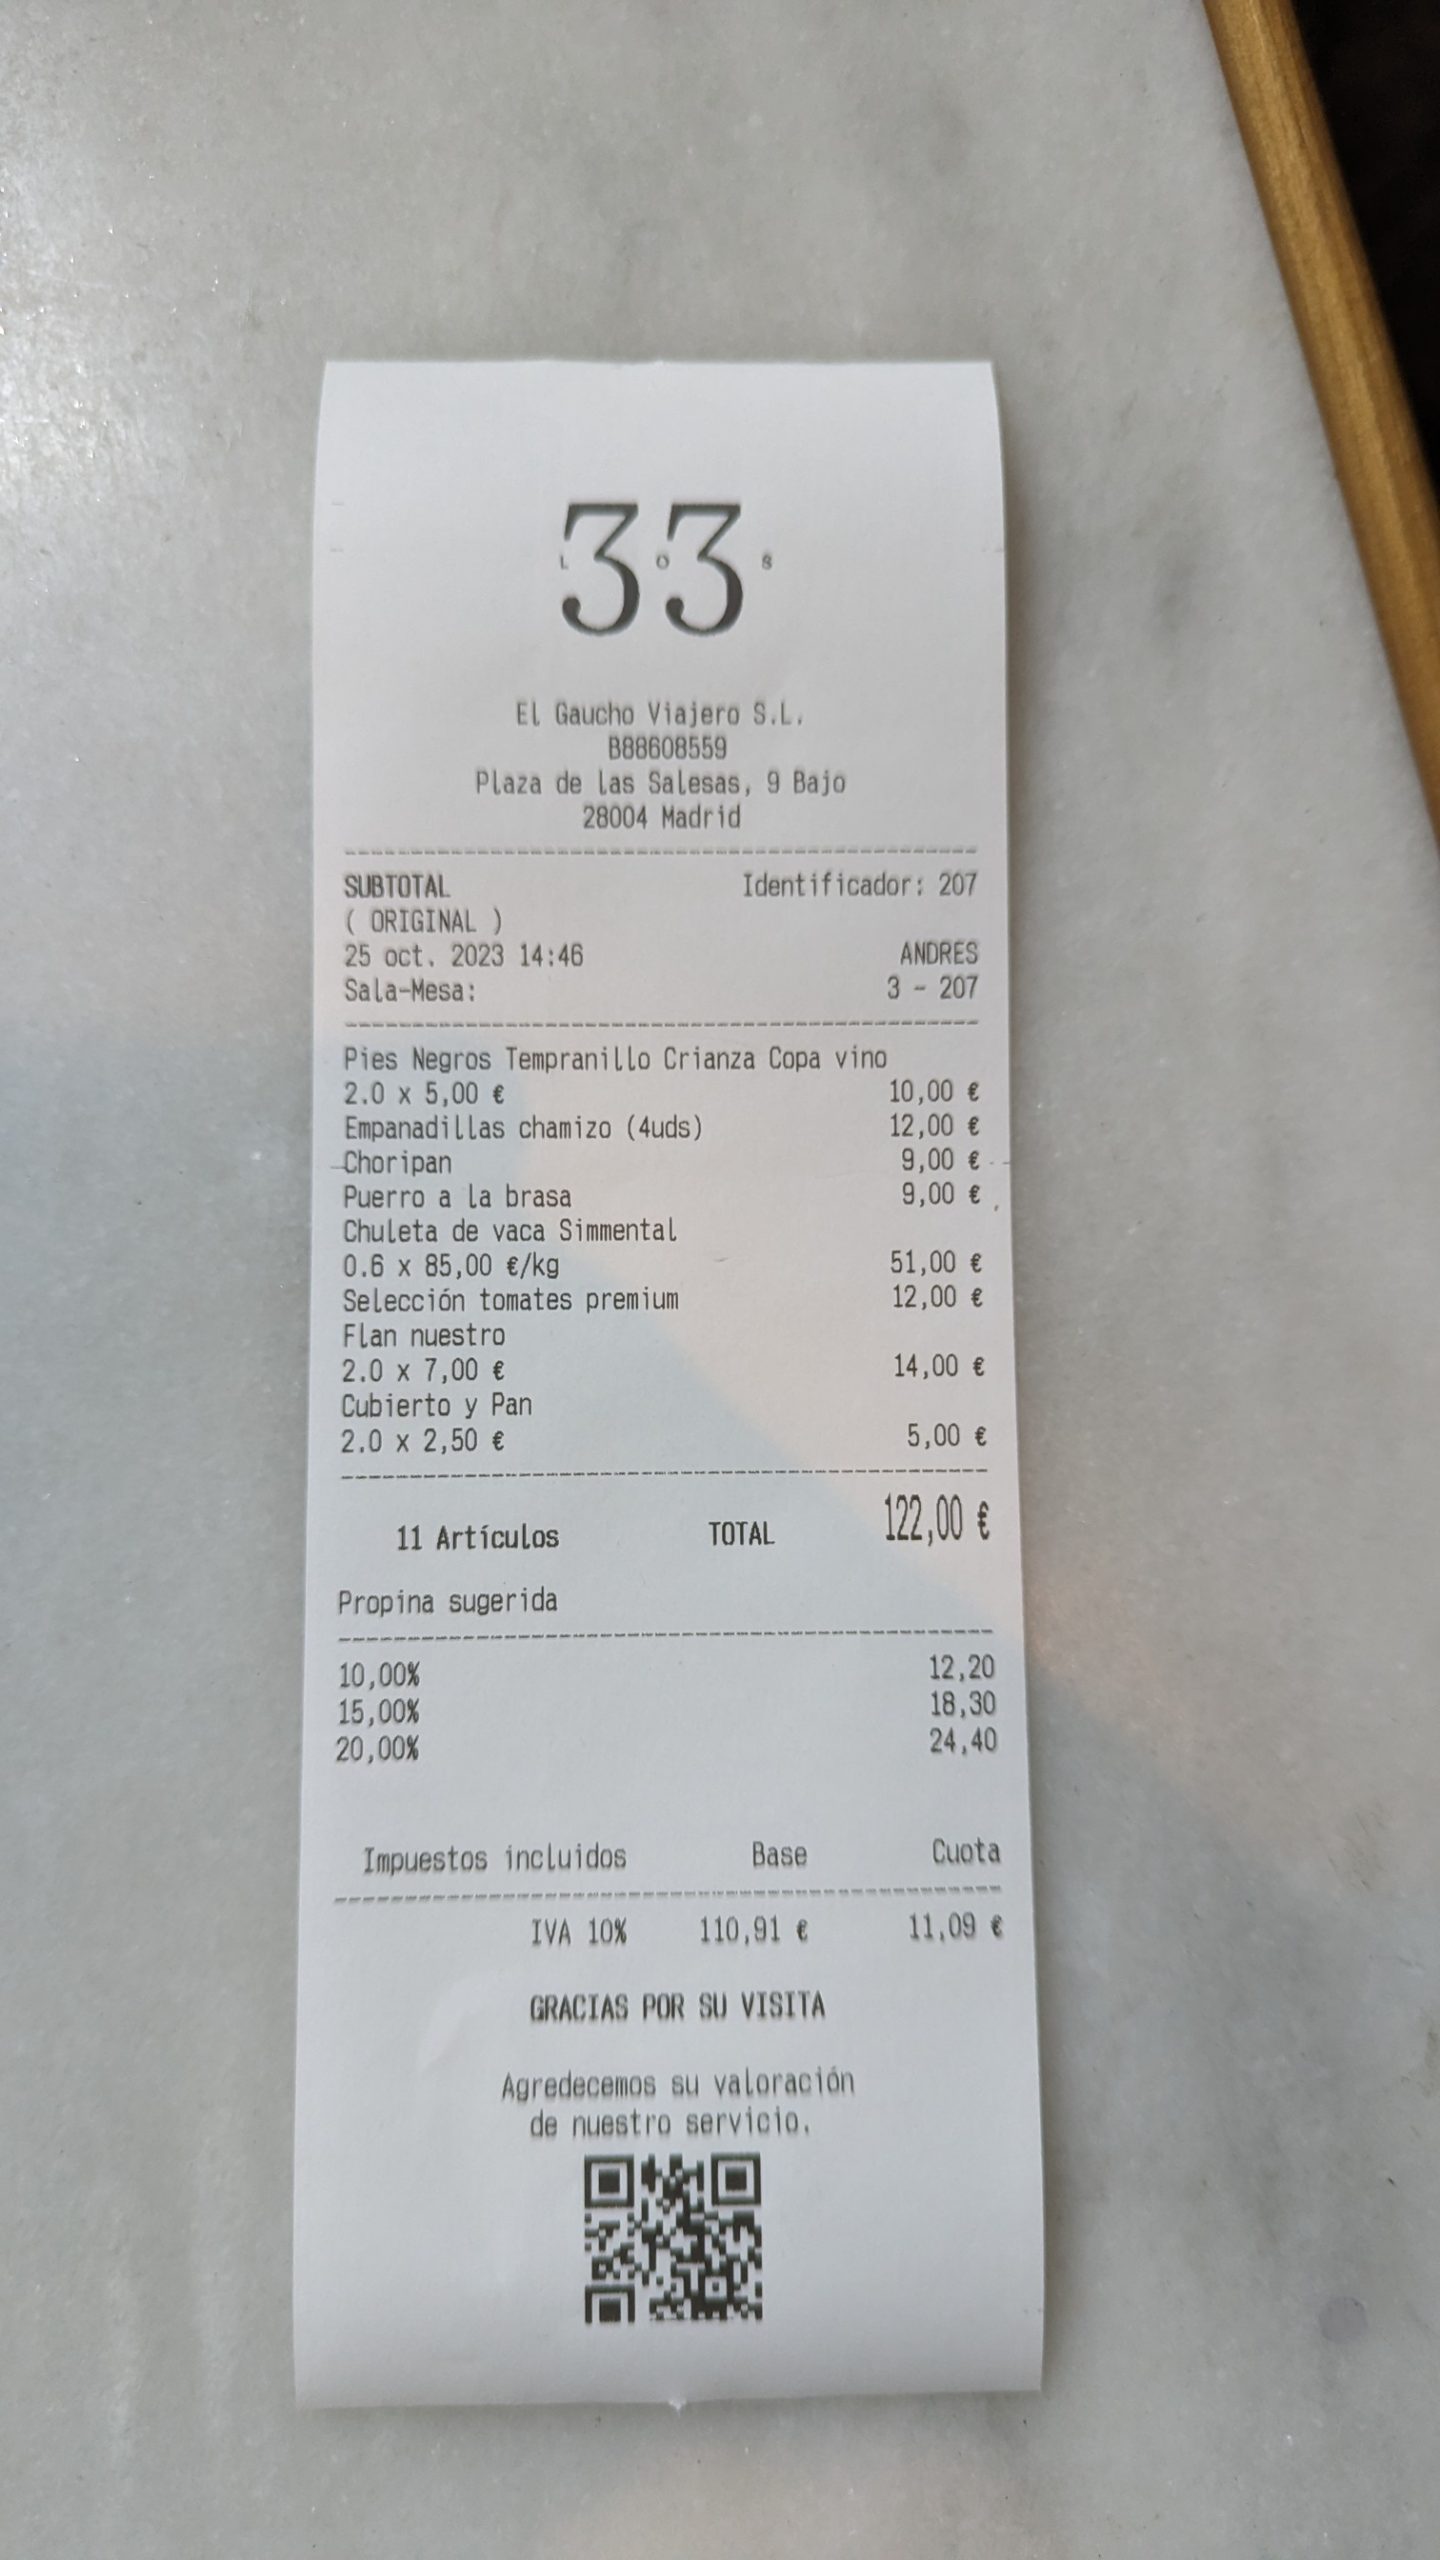 33
LOS
El Gaucho Viajero S.L.
B88608559
Plaza de las Salesas, 9 Bajo
28004 Madrid
SUBTOTAL Identificador: 207
( ORIGINAL )
25 oct. 2023 14:46 ANDRES
Sala-Mesa: 3 - 207
Pies Negros Tempranillo Crianza Copa vino
2.0 x 5,00 € 10,00 €
Empanadillas chamizo (4uds) 12,00 €
Choripan 9,00 €
Puerro a la brasa 9,00 €
Chuleta de vaca Simmental
0.6 x 85,00 €/kg 51,00 €
Selección tomates premium 12,00 €
Flan nuestro
2.0 x 7,00 € 14,00 €
Cubierto y Pan
2.0 x 2,50 € 5,00 €
11 Artículos TOTAL 122,00 €
Propina sugerida
10,00% 12,20
15,00% 18,30
20,00% 24,40
Impuestos incluidos Base Cuota
IVA 10% 110,91 € 11,09 €
GRACIAS POR SU VISITA
Agredecemos su valoración
de nuestro servicio.